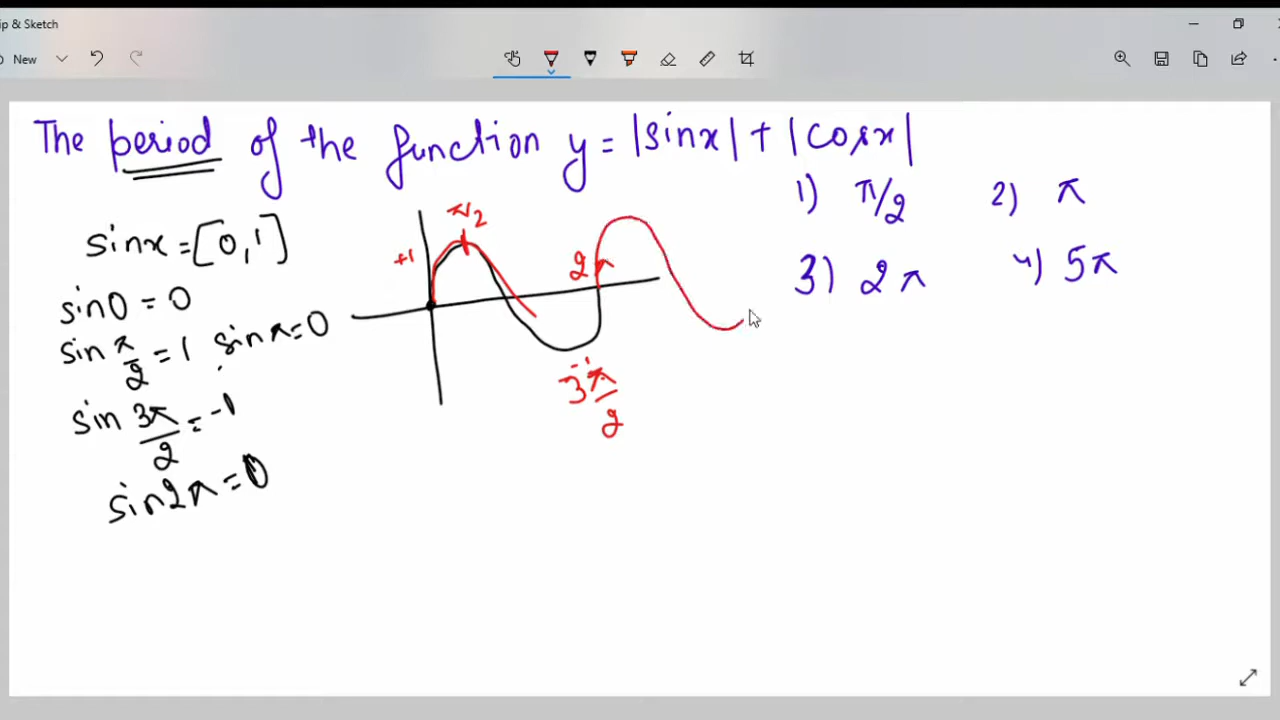 ip & Sketch
New
The period of the function y = |sinx| + |cosx|
1) π/2 2) π
3) 2π 4) 5π
sinx = [0,1]
sin0 = 0
sin π/2 = 1 sinπ = 0
sin 3π/2 = -1
sin2π = 0
π/2
+1
2π
-1
3π/2